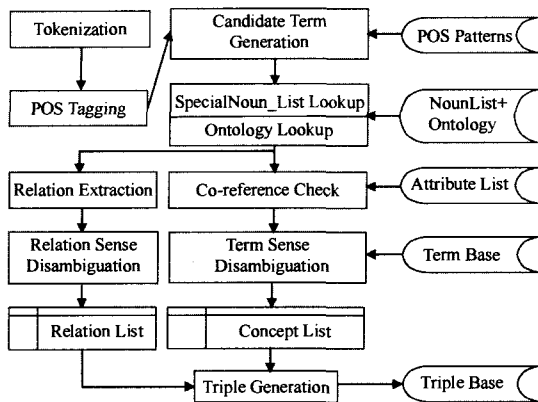 Tokenization
Candidate Term
Generation
POS Patterns
POS Tagging
SpecialNoun_List Lookup
Ontology Lookup
NounList+
Ontology
Relation Extraction
Co-reference Check
Attribute List
Relation Sense
Disambiguation
Term Sense
Disambiguation
Term Base
Relation List
Concept List
Triple Generation
Triple Base